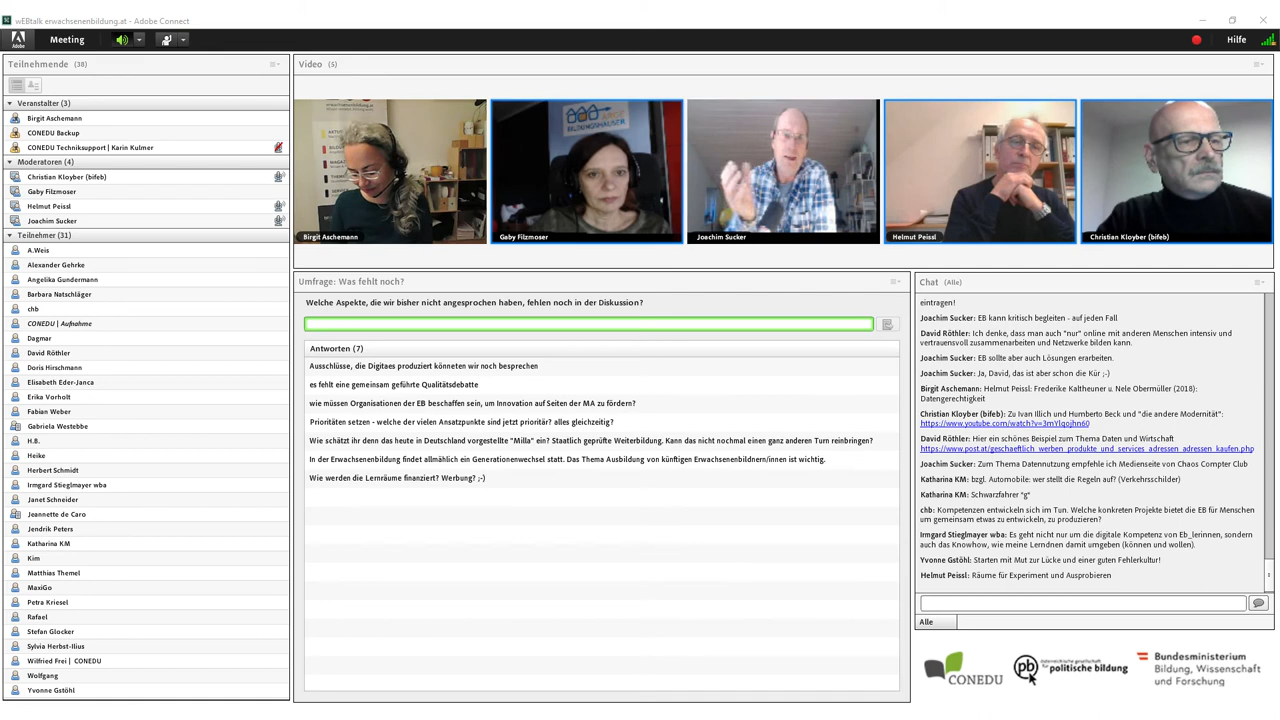 wEBtalk erwachsenenbildung.at - Adobe Connect
Adobe
Meeting
Hilfe
Teilnehmende (38)
Veranstalter (3)
Birgit Aschemann
CONEDU Backup
CONEDU Techniksupport | Karin Kulmer
Moderatoren (4)
Christian Kloyber (bifeb)
Gaby Filzmoser
Helmut Peissl
Joachim Sucker
Teilnehmer (31)
A.Weis
Alexander Gehrke
Angelika Gundermann
Barbara Natschläger
chb
CONEDU | Aufnahme
Dagmar
David Röthler
Doris Hirschmann
Elisabeth Eder-Janca
Erika Vorholt
Fabian Weber
Gabriela Westebbe
H.B.
Heike
Herbert Schmidt
Irmgard Stieglmayer wba
Janet Schneider
Jeannette de Caro
Jendrik Peters
Katharina KM
Kim
Matthias Themel
MaxiGo
Petra Kriesel
Rafael
Stefan Glocker
Sylvia Herbst-Ilius
Wilfried Frei | CONEDU
Wolfgang
Yvonne Gstöhl
Video (5)
BILDUNGSHÄUSER
Birgit Aschemann
Gaby Filzmoser
Joachim Sucker
Helmut Peissl
Christian Kloyber (bifeb)
Umfrage: Was fehlt noch?
Welche Aspekte, die wir bisher nicht angesprochen haben, fehlen noch in der Diskussion?
Antworten (7)
Ausschlüsse, die Digitaes produziert könneten wir noch besprechen
es fehlt eine gemeinsam geführte Qualitätsdebatte
wie müssen Organisationen der EB beschaffen sein, um Innovation auf Seiten der MA zu fördern?
Prioritäten setzen - welche der vielen Ansatzpunkte sind jetzt prioritär? alles gleichzeitig?
Wie schätzt ihr denn das heute in Deutschland vorgestellte "Milla" ein? Staatlich geprüfte Weiterbildung. Kann das nicht nochmal einen ganz anderen Turn reinbringen?
In der Erwachsenenbildung findet allmählich ein Generationenwechsel statt. Das Thema Ausbildung von künftigen Erwachsenenbildnern/innen ist wichtig.
Wie werden die Lernräume finanziert? Werbung? ;-)
Chat (Alle)
eintragen!
Joachim Sucker: EB kann kritisch begleiten - auf jeden Fall
David Röthler: Ich denke, dass man auch "nur" online mit anderen Menschen intensiv und
vertrauensvoll zusammenarbeiten und Netzwerke bilden kann.
Joachim Sucker: EB sollte aber auch Lösungen erarbeiten.
Joachim Sucker: Ja, David, das ist aber schon die Kür ;-)
Birgit Aschemann: Helmut Peissl: Frederike Kaltheuner u. Nele Obermüller (2018):
Datengerechtigkeit
Christian Kloyber (bifeb): Zu Ivan Illich und Humberto Beck und "die andere Modernität":
https://www.youtube.com/watch?v=3mYlqojhn60
David Röthler: Hier ein schönes Beispiel zum Thema Daten und Wirtschaft
https://www.post.at/geschaeftlich_werben_produkte_und_services_adressen_adressen_kaufen.php
Joachim Sucker: Zum Thema Datennutzung empfehle ich Medienseite von Chaos Compter Club
Katharina KM: bzgl. Automobile: wer stellt die Regeln auf? (Verkehrsschilder)
Katharina KM: Schwarzfahrer *g*
chb: Kompetenzen entwickeln sich im Tun. Welche konkreten Projekte bietet die EB für Menschen
um gemeinsam etwas zu entwickeln, zu produzieren?
Irmgard Stieglmayer wba: Es geht nicht nur um die digitale Kompetenz von Eb_lerinnen, sondern
auch das Knowhow, wie meine Lerndnen damit umgeben (können und wollen).
Yvonne Gstöhl: Starten mit Mut zur Lücke und einer guten Fehlerkultur!
Helmut Peissl: Räume für Experiment und Ausprobieren
Alle
CONEDU
pb
österreichische gesellschaft für
politische bildung
Bundesministerium
Bildung, Wissenschaft
und Forschung